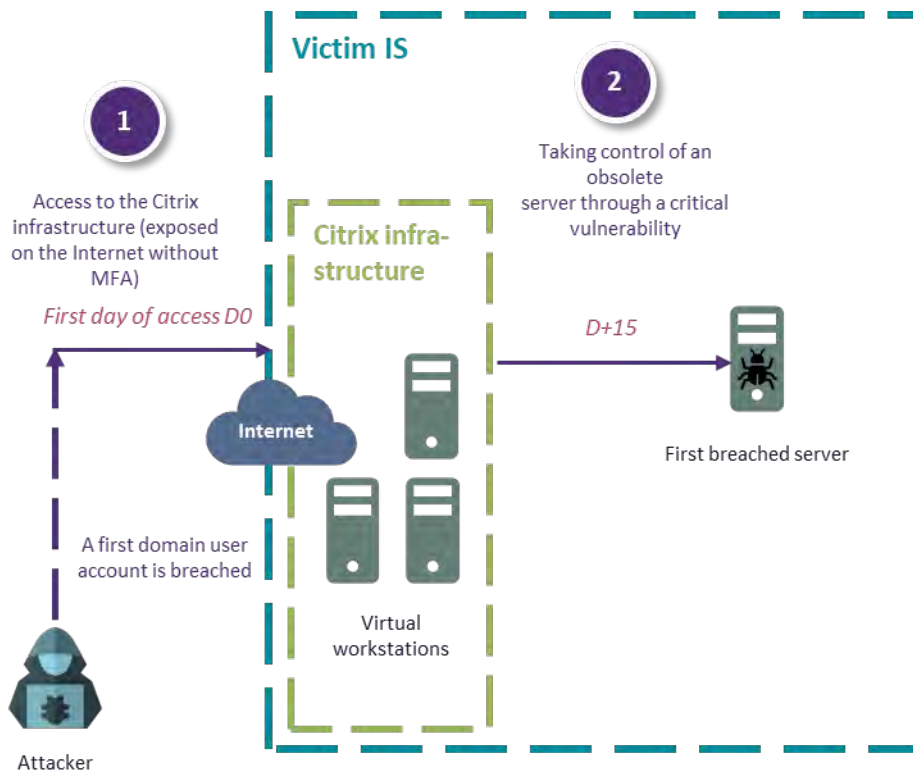 Victim IS
1
Access to the Citrix
infrastructure (exposed
on the Internet without
MFA)
First day of access D0
2
Taking control of an
obsolete
server through a critical
vulnerability
Citrix infra-
structure
D+15
Internet
First breached server
A first domain user
account is breached
Virtual
workstations
Attacker